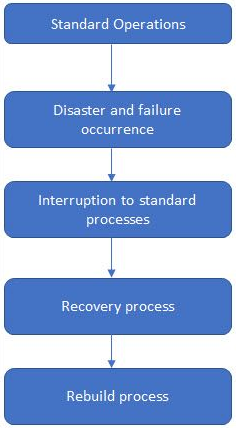 Standard Operations
Disaster and failure
occurrence
Interruption to standard
processes
Recovery process
Rebuild process